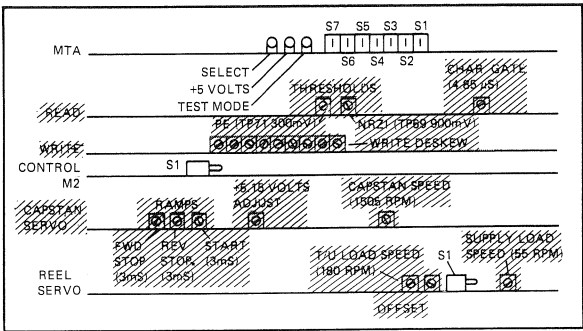 S7 S5 S3 S1
MTA
SELECT
+5 VOLTS
TEST MODE
S6 S4 S2
THRESHOLDS
CHAR GATE
(4.85 µS)
READ
PE (TP71 300mV)
NRZ1 (TP69 900mV)
WRITE
WRITE DESKEW
CONTROL
M2
S1
+5.15 VOLTS
ADJUST
CAPSTAN SPEED
(1505 RPM)
CAPSTAN
SERVO
RAMPS
FWD
STOP
(3mS)
REV
STOP
(3mS)
START
(3mS)
T/U LOAD SPEED
(180 RPM)
S1
SUPPLY LOAD
SPEED (55 RPM)
REEL
SERVO
OFFSET